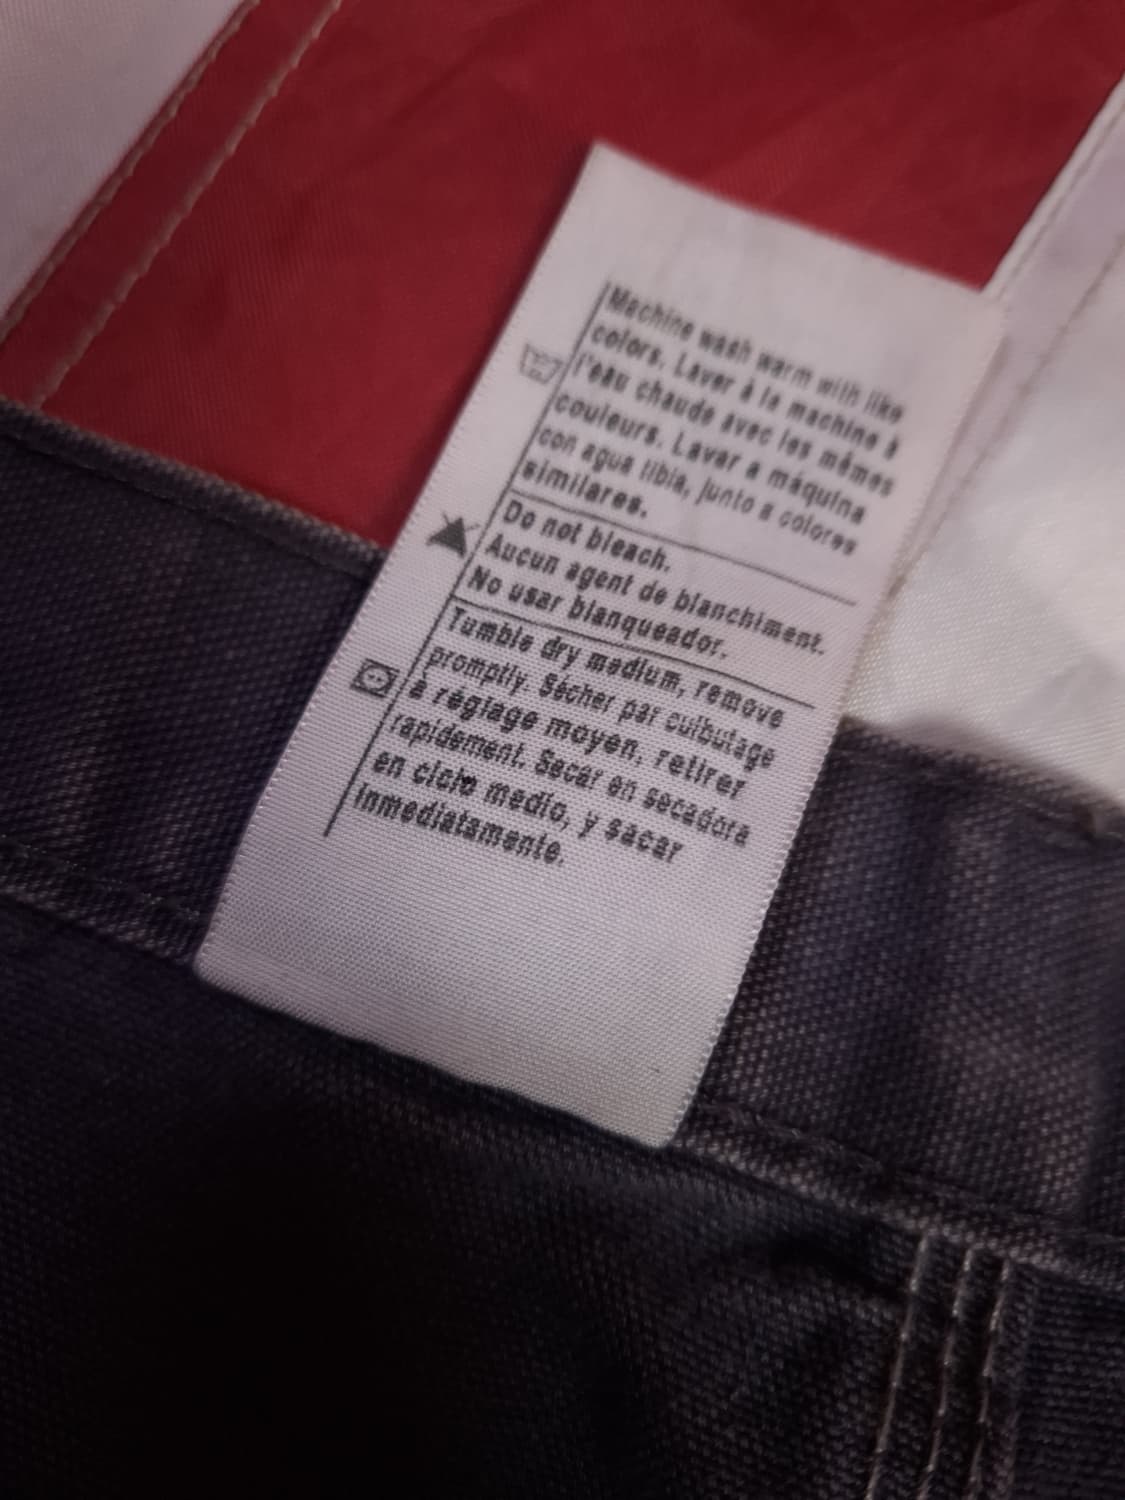 Machine wash warm with like
colors. Laver à la machine à
l'eau chaude avec les mêmes
couleurs. Lavar a máquina
con agua tibia, junto a colores
similares.
Do not bleach.
Aucun agent de blanchiment.
No usar blanqueador.
Tumble dry medium, remove
promptly. Sécher par culbutage
à réglage moyen, retirer
rapidement. Secar en secadora
en ciclo medio, y sacar
inmediatamente.